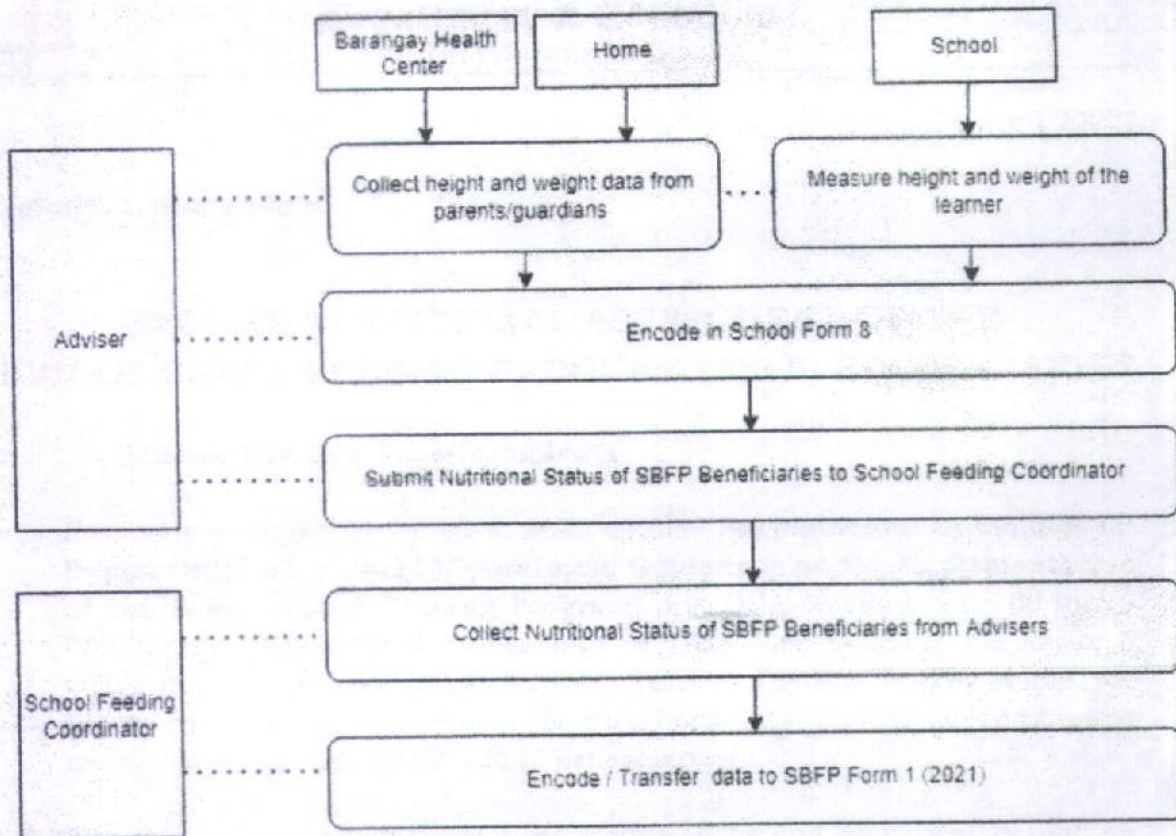 Barangay Health
Center
Home
School
Collect height and weight data from
parents/guardians
Measure height and weight of the
learner
Adviser
Encode in School Form 8
Submit Nutritional Status of SBFP Beneficiaries to School Feeding Coordinator
Collect Nutritional Status of SBFP Beneficiaries from Advisers
School Feeding
Coordinator
Encode / Transfer data to SBFP Form 1 (2021)